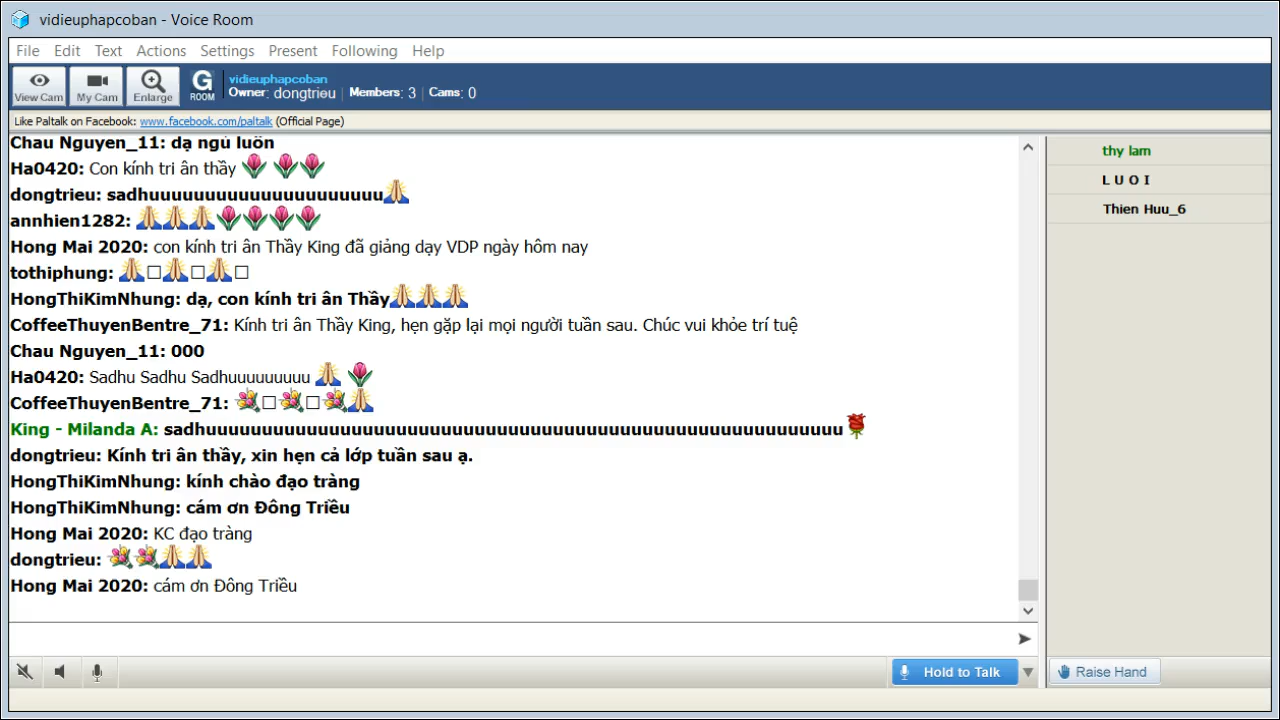 vidieuphapcoban - Voice Room
File Edit Text Actions Settings Present Following Help
View Cam My Cam Enlarge G ROOM vidieuphapcoban
Owner: dongtrieu | Members: 3 | Cams: 0
Like Paltalk on Facebook: www.facebook.com/paltalk (Official Page)
Chau Nguyen_11: dạ ngủ luôn
Ha0420: Con kính tri ân thầy 🌷 🌷🌷
dongtrieu: sadhuuuuuuuuuuuuuuuuuuuuuu🙏
annhien1282: 🙏🙏🙏🌷🌷🌷🌷
Hong Mai 2020: con kính tri ân Thầy King đã giảng dạy VDP ngày hôm nay
tothiphung: 🙏□🙏□🙏□
HongThiKimNhung: dạ, con kính tri ân Thầy🙏🙏🙏
CoffeeThuyenBentre_71: Kính tri ân Thầy King, hẹn gặp lại mọi người tuần sau. Chúc vui khỏe trí tuệ
Chau Nguyen_11: 000
Ha0420: Sadhu Sadhu Sadhuuuuuuuuu 🙏 🌷
CoffeeThuyenBentre_71: 💐□💐□💐🙏
King - Milanda A: sadhuuuuuuuuuuuuuuuuuuuuuuuuuuuuuuuuuuuuuuuuuuuuuuuuuuuuuuuuuuuuu🌹
dongtrieu: Kính tri ân thầy, xin hẹn cả lớp tuần sau ạ.
HongThiKimNhung: kính chào đạo tràng
HongThiKimNhung: cám ơn Đông Triều
Hong Mai 2020: KC đạo tràng
dongtrieu: 💐💐🙏🙏
Hong Mai 2020: cám ơn Đông Triều
thy lam
L U O I
Thien Huu_6
Hold to Talk
Raise Hand